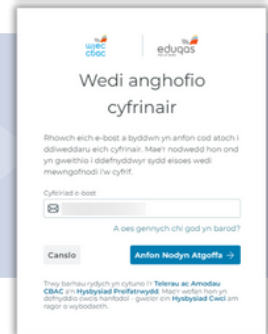 wjec
cbac
eduqas
Wedi anghofio
cyfrinair
Rhowch eich e-bost a byddwn yn anfon cod atoch i
ddiweddaru eich cyfrinair. Mae'r nodwedd hon ond
yn gweithio i ddefnyddwyr sydd eisoes wedi
mewngofnodi i'w cyfrif.
Cyfeiriad e-bost
A oes gennych chi god yn barod?
Canslo
Anfon Nodyn Atgoffa →
Trwy barhau rydych yn cytuno i'r Telerau ac Amodau
CBAC a'n Hysbysiad Preifatrwydd. Mae'r wefan hon yn
defnyddio cwcis hanfodol - gweler ein Hysbysiad Cwci am
ragor o wybodaeth.